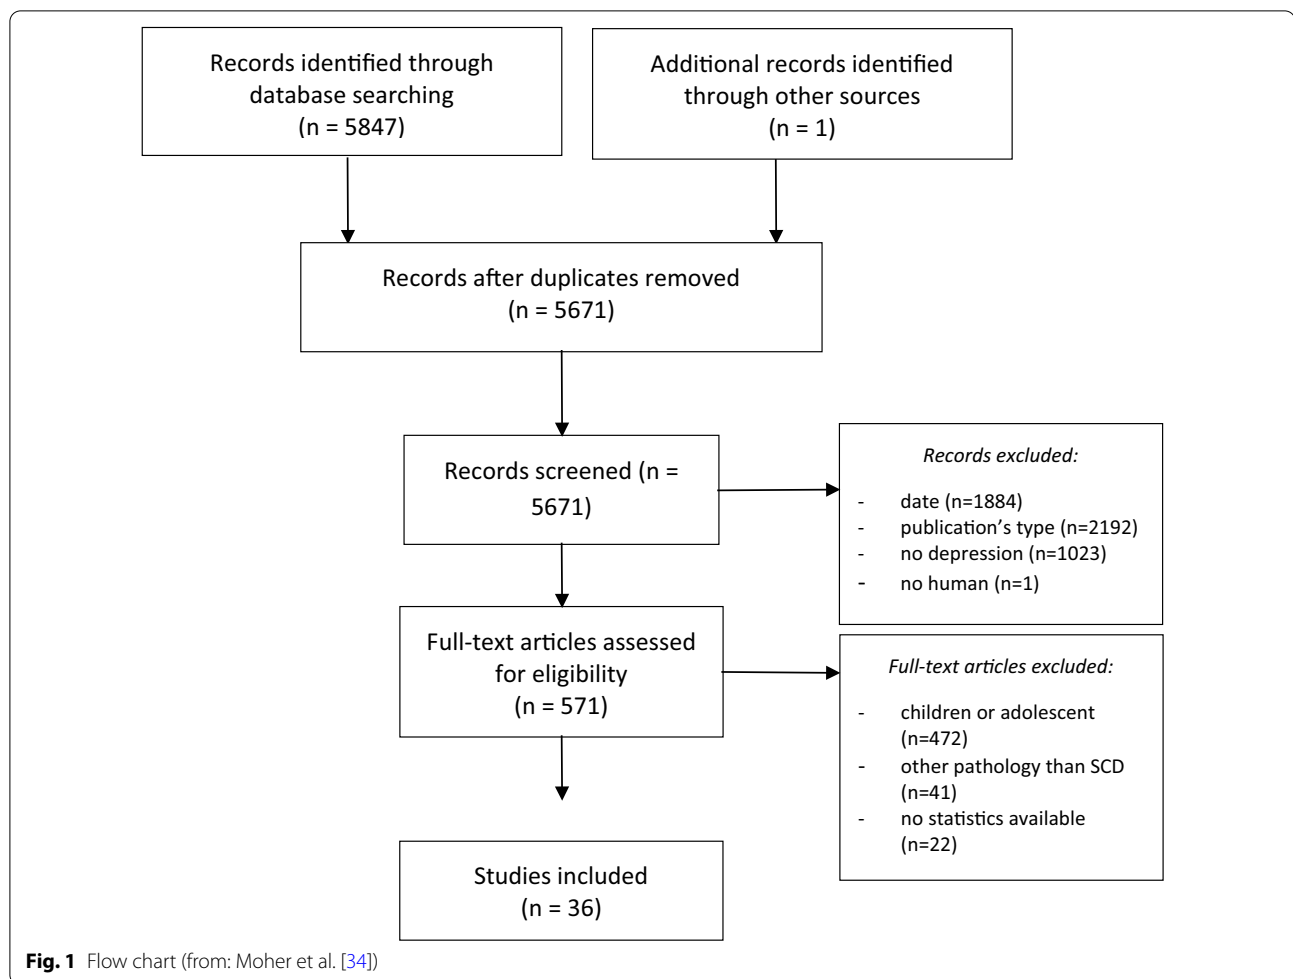 Records identified through
database searching
(n = 5847)
Additional records identified
through other sources
(n = 1)
Records after duplicates removed
(n = 5671)
Records screened (n =
5671)
Records excluded:
- date (n=1884)
- publication's type (n=2192)
- no depression (n=1023)
- no human (n=1)
Full-text articles assessed
for eligibility
(n = 571)
Full-text articles excluded:
- children or adolescent
(n=472)
- other pathology than SCD
(n=41)
- no statistics available
(n=22)
Studies included
(n = 36)
Fig. 1 Flow chart (from: Moher et al. [34])